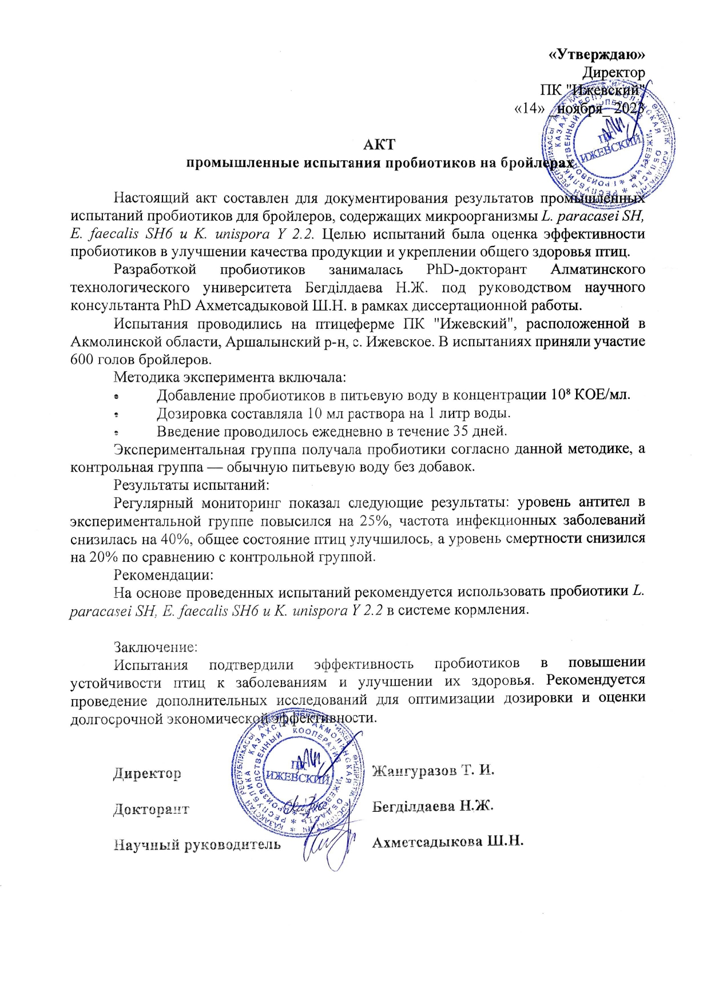 «Утверждаю»
Директор
ПК "Ижевский"
«14» _ноября_ 2023
АКТ
промышленные испытания пробиотиков на бройлерах
Настоящий акт составлен для документирования результатов промышленных
испытаний пробиотиков для бройлеров, содержащих микроорганизмы L. paracasei SH,
E. faecalis SH6 и K. unispora Y 2.2. Целью испытаний была оценка эффективности
пробиотиков в улучшении качества продукции и укреплении общего здоровья птиц.
Разработкой пробиотиков занималась PhD-докторант Алматинского
технологического университета Бегділдаева Н.Ж. под руководством научного
консультанта PhD Ахметсадыковой Ш.Н. в рамках диссертационной работы.
Испытания проводились на птицеферме ПК "Ижевский", расположенной в
Акмолинской области, Аршалынский р-н, с. Ижевское. В испытаниях приняли участие
600 голов бройлеров.
Методика эксперимента включала:
• Добавление пробиотиков в питьевую воду в концентрации 10⁸ КОЕ/мл.
• Дозировка составляла 10 мл раствора на 1 литр воды.
• Введение проводилось ежедневно в течение 35 дней.
Экспериментальная группа получала пробиотики согласно данной методике, а
контрольная группа — обычную питьевую воду без добавок.
Результаты испытаний:
Регулярный мониторинг показал следующие результаты: уровень антител в
экспериментальной группе повысился на 25%, частота инфекционных заболеваний
снизилась на 40%, общее состояние птиц улучшилось, а уровень смертности снизился
на 20% по сравнению с контрольной группой.
Рекомендации:
На основе проведенных испытаний рекомендуется использовать пробиотики L.
paracasei SH, E. faecalis SH6 и K. unispora Y 2.2 в системе кормления.
Заключение:
Испытания подтвердили эффективность пробиотиков в повышении
устойчивости птиц к заболеваниям и улучшении их здоровья. Рекомендуется
проведение дополнительных исследований для оптимизации дозировки и оценки
долгосрочной экономической эффективности.
Директор Жангуразов Т. И.
ПК
ИЖЕВСКИЙ
Докторант Бегділдаева Н.Ж.
Научный руководитель Ахметсадыкова Ш.Н.